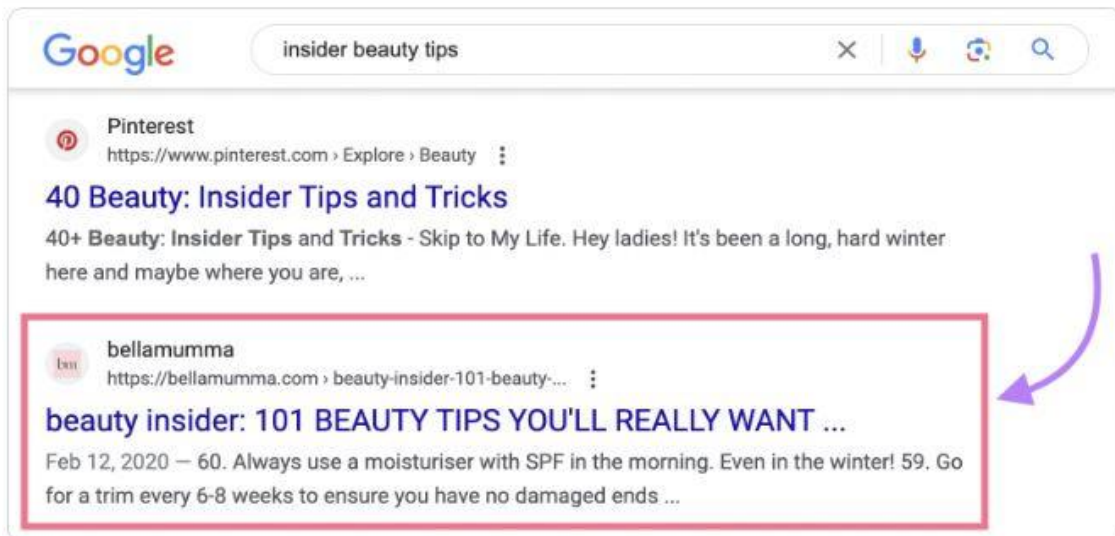 Google
insider beauty tips
Pinterest
https://www.pinterest.com › Explore › Beauty
40 Beauty: Insider Tips and Tricks
40+ Beauty: Insider Tips and Tricks - Skip to My Life. Hey ladies! It's been a long, hard winter
here and maybe where you are, ...
bm
bellamumma
https://bellamumma.com › beauty-insider-101-beauty-...
beauty insider: 101 BEAUTY TIPS YOU'LL REALLY WANT ...
Feb 12, 2020 — 60. Always use a moisturiser with SPF in the morning. Even in the winter! 59. Go
for a trim every 6-8 weeks to ensure you have no damaged ends ...